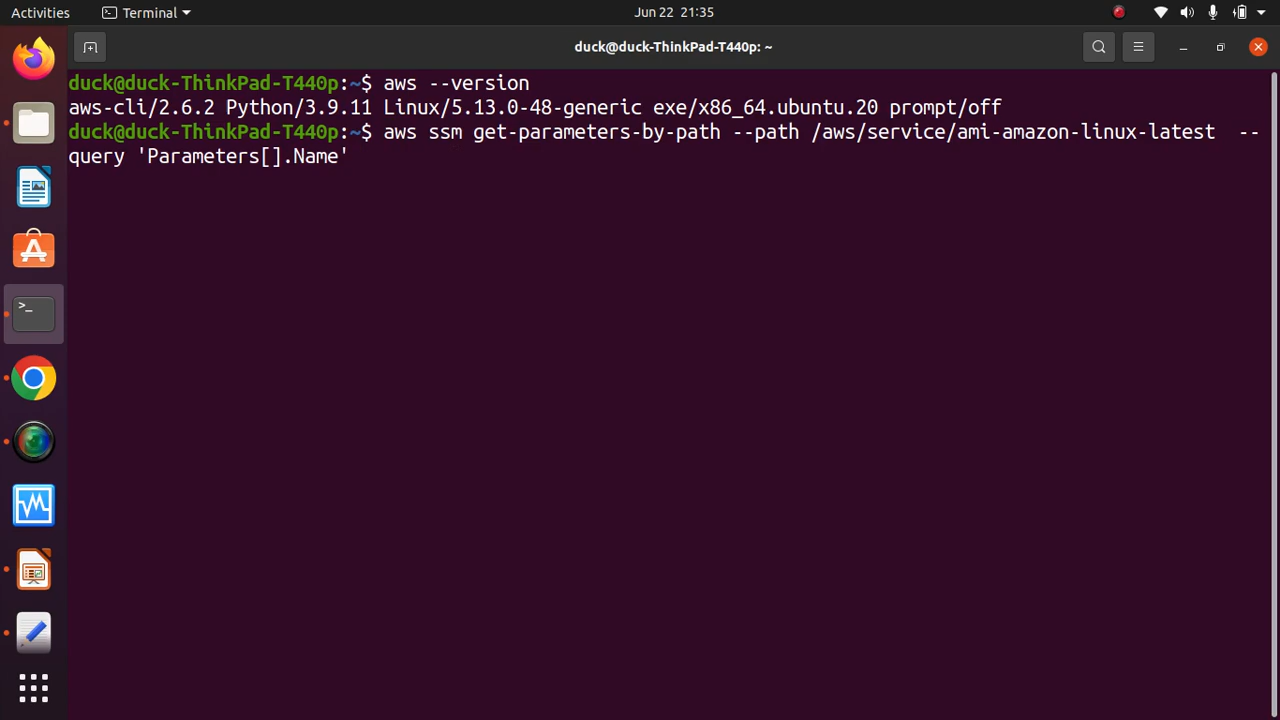 Activities Terminal Jun 22 21:35
duck@duck-ThinkPad-T440p: ~
duck@duck-ThinkPad-T440p:~$ aws --version
aws-cli/2.6.2 Python/3.9.11 Linux/5.13.0-48-generic exe/x86_64.ubuntu.20 prompt/off
duck@duck-ThinkPad-T440p:~$ aws ssm get-parameters-by-path --path /aws/service/ami-amazon-linux-latest  --
query 'Parameters[].Name'